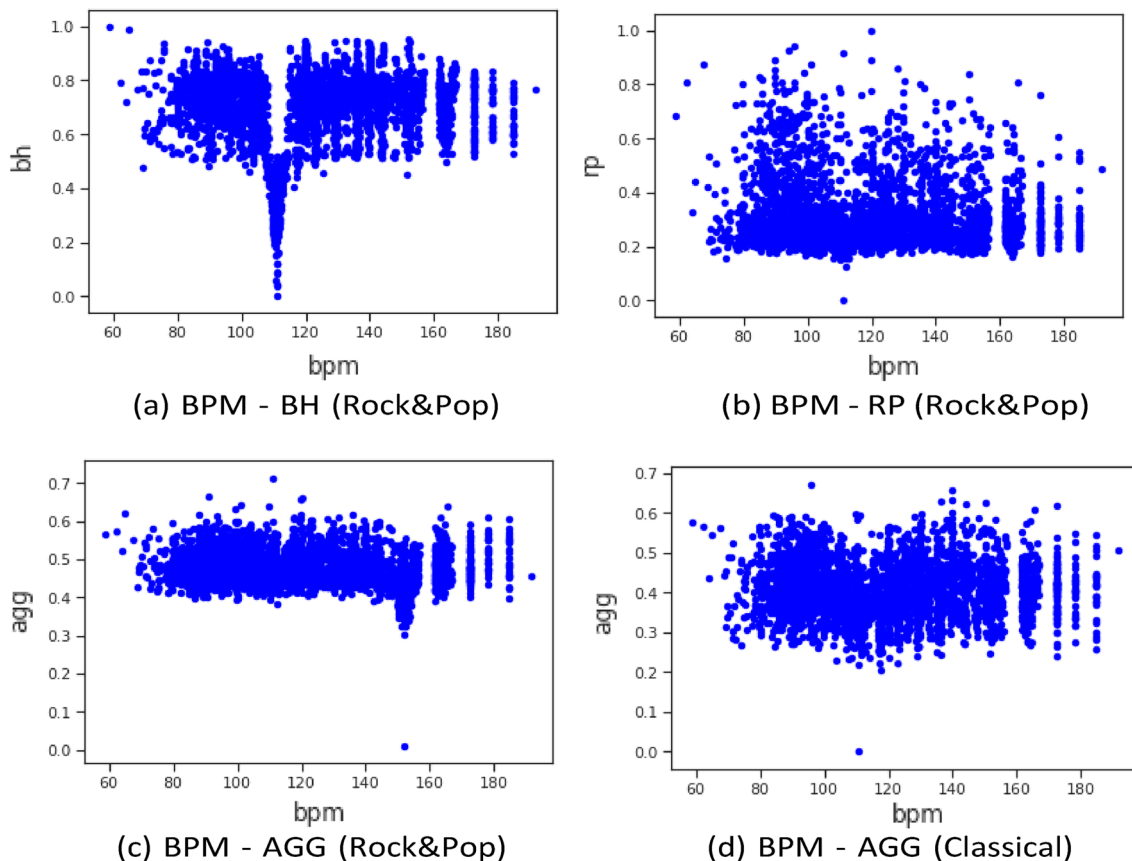 1.0
0.8
0.6
0.4
0.2
0.0
bh
60 80 100 120 140 160 180
bpm
(a) BPM - BH (Rock&Pop)
1.0
0.8
0.6
0.4
0.2
0.0
rp
60 80 100 120 140 160 180
bpm
(b) BPM - RP (Rock&Pop)
0.7
0.6
0.5
0.4
0.3
0.2
0.1
0.0
agg
60 80 100 120 140 160 180
bpm
(c) BPM - AGG (Rock&Pop)
0.7
0.6
0.5
0.4
0.3
0.2
0.1
0.0
agg
60 80 100 120 140 160 180
bpm
(d) BPM - AGG (Classical)